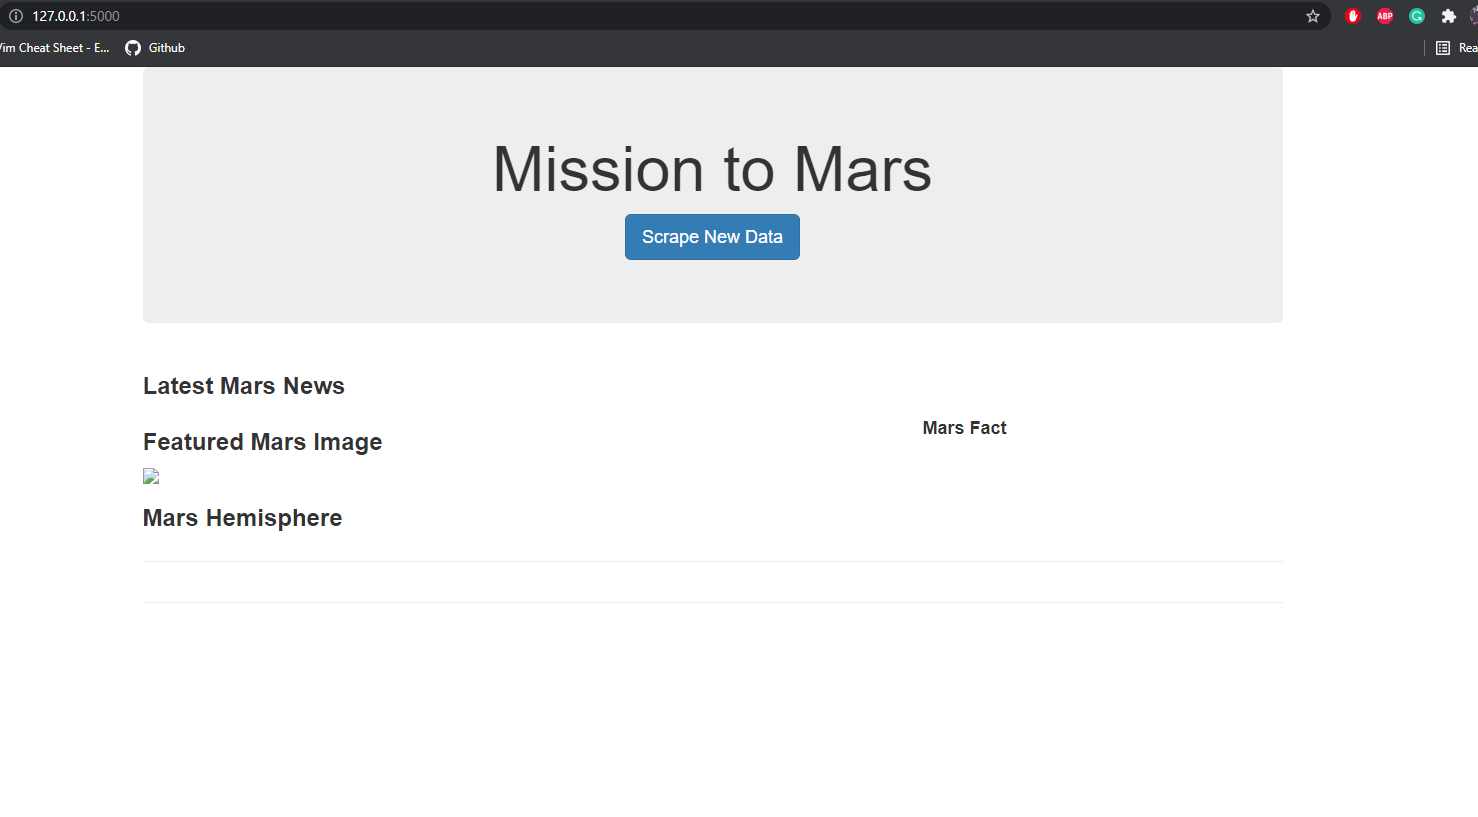 127.0.0.1:5000
Vim Cheat Sheet - E...
Github
Rea
ABP
Mission to Mars
Scrape New Data
Latest Mars News
Mars Fact
Featured Mars Image
Mars Hemisphere